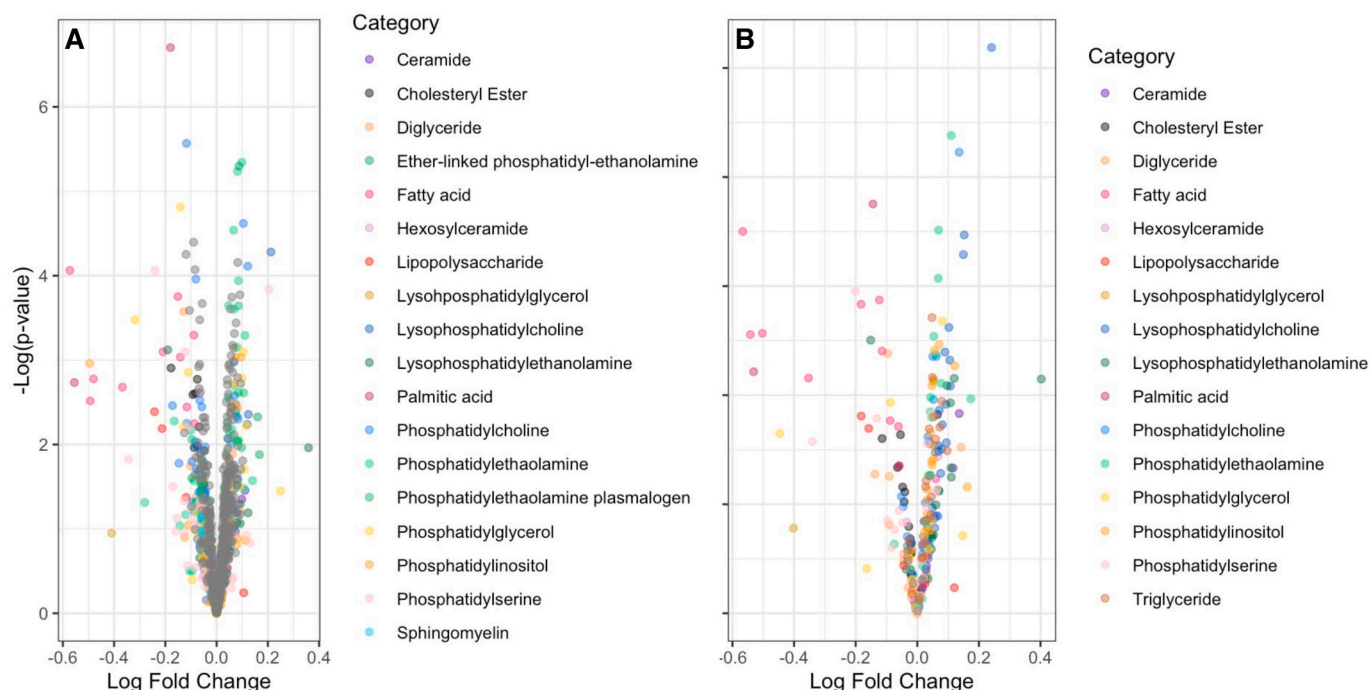 A
6
4
2
0
-Log(p-value)
-0.6 -0.4 -0.2 0.0 0.2 0.4
Log Fold Change
Category
Ceramide
Cholesteryl Ester
Diglyceride
Ether-linked phosphatidyl-ethanolamine
Fatty acid
Hexosylceramide
Lipopolysaccharide
Lysohposphatidylglycerol
Lysophosphatidylcholine
Lysophosphatidylethanolamine
Palmitic acid
Phosphatidylcholine
Phosphatidylethaolamine
Phosphatidylethaolamine plasmalogen
Phosphatidylglycerol
Phosphatidylinositol
Phosphatidylserine
Sphingomyelin
B
-0.6 -0.4 -0.2 0.0 0.2 0.4
Log Fold Change
Category
Ceramide
Cholesteryl Ester
Diglyceride
Fatty acid
Hexosylceramide
Lipopolysaccharide
Lysohposphatidylglycerol
Lysophosphatidylcholine
Lysophosphatidylethanolamine
Palmitic acid
Phosphatidylcholine
Phosphatidylethaolamine
Phosphatidylglycerol
Phosphatidylinositol
Phosphatidylserine
Triglyceride